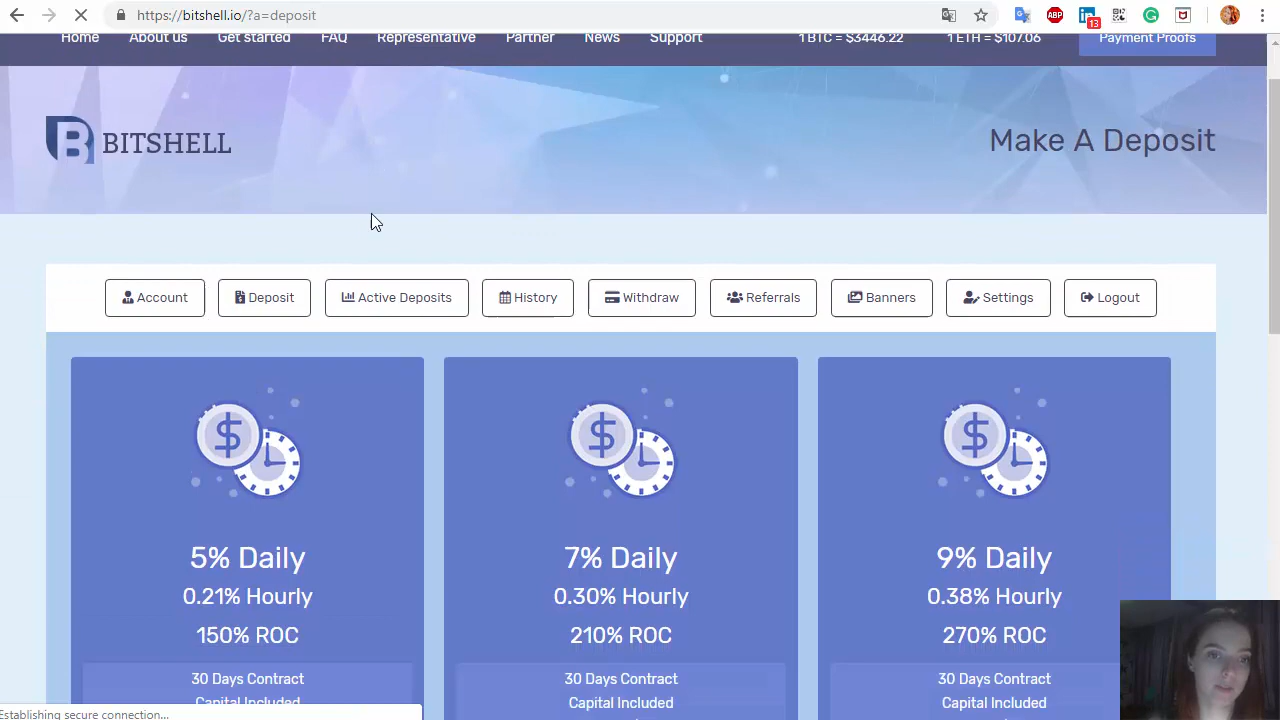 https://bitshell.io/?a=deposit
13
Home About us Get started FAQ Representative Partner News Support 1 BTC = $3446.22 1 ETH = $107.06 Payment Proofs
BITSHELL
Make A Deposit
Account Deposit Active Deposits History Withdraw Referrals Banners Settings Logout
5% Daily
0.21% Hourly
150% ROC
30 Days Contract
Capital Included
7% Daily
0.30% Hourly
210% ROC
30 Days Contract
Capital Included
9% Daily
0.38% Hourly
270% ROC
30 Days Contract
Capital Included
Establishing secure connection...